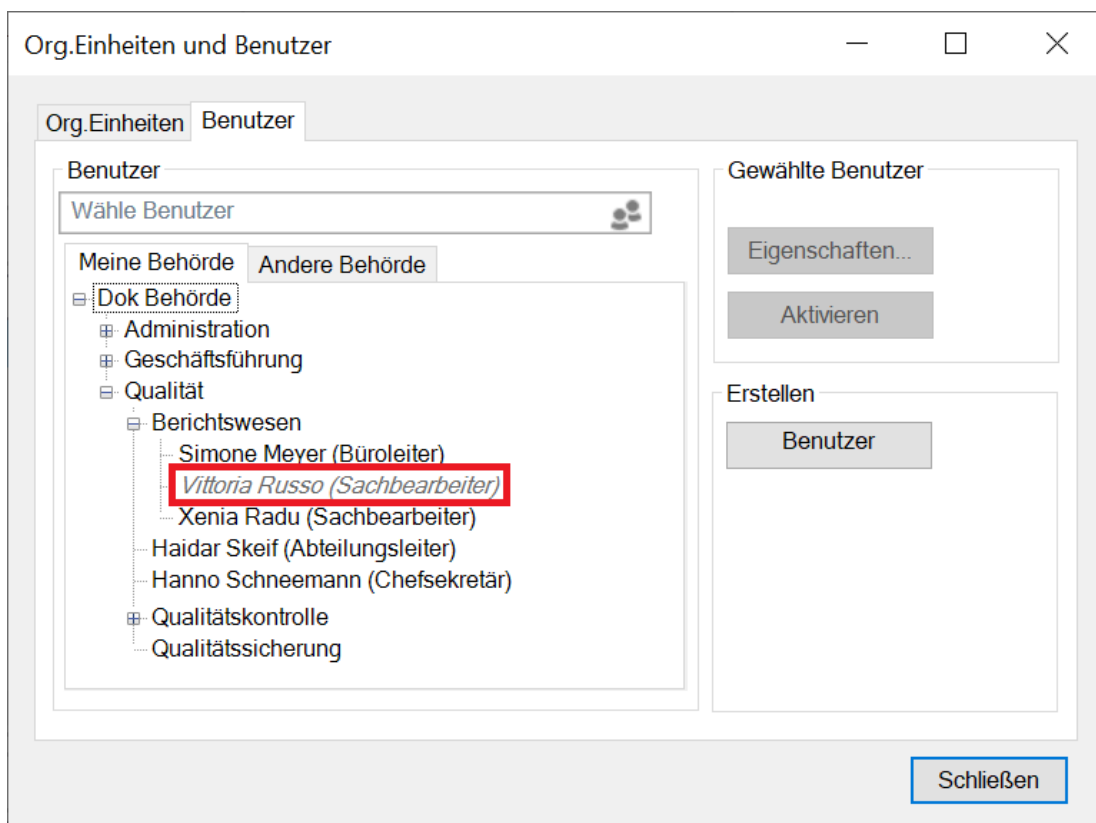 Org.Einheiten und Benutzer
Org.Einheiten
Benutzer
Benutzer
Wähle Benutzer
Meine Behörde
Andere Behörde
Dok Behörde
Administration
Geschäftsführung
Qualität
Berichtswesen
Simone Meyer (Büroleiter)
Vittoria Russo (Sachbearbeiter)
Xenia Radu (Sachbearbeiter)
Haidar Skeif (Abteilungsleiter)
Hanno Schneemann (Chefsekretär)
Qualitätskontrolle
Qualitätssicherung
Gewählte Benutzer
Eigenschaften...
Aktivieren
Erstellen
Benutzer
Schließen